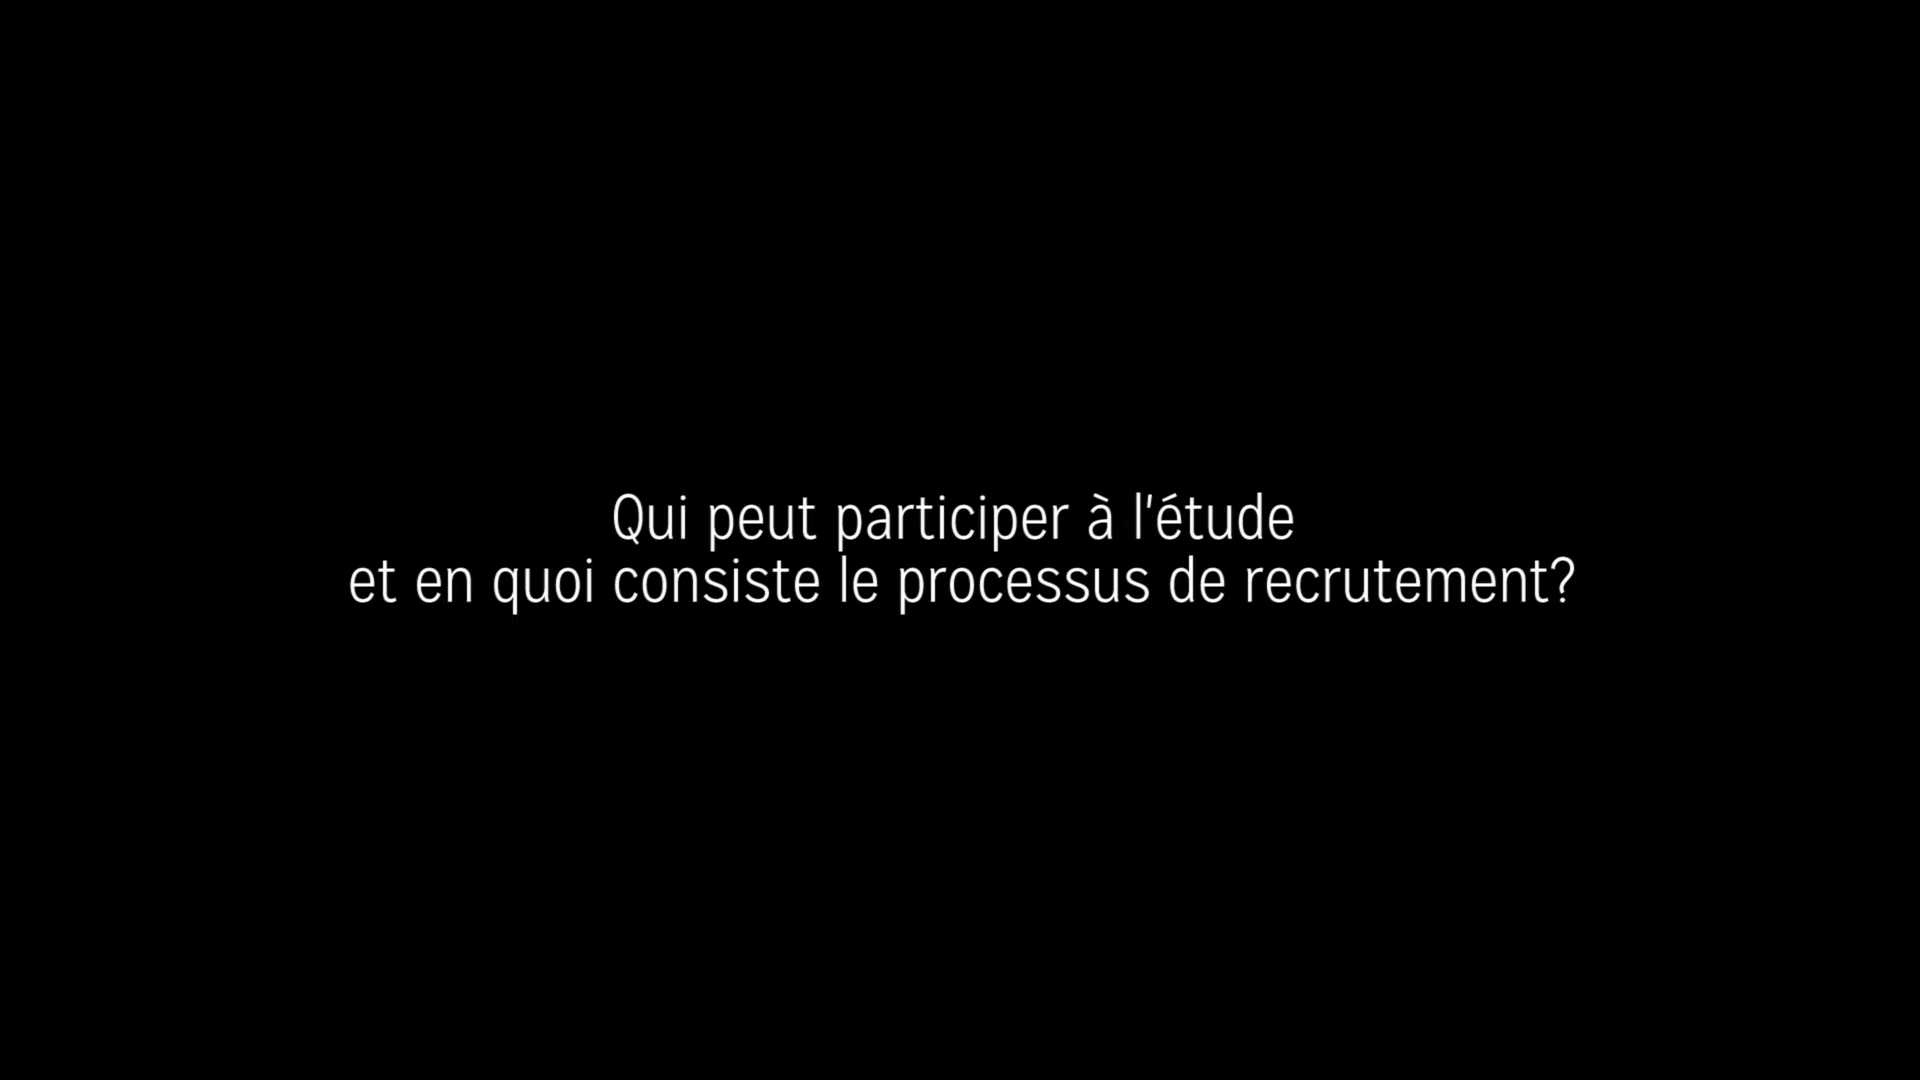 Qui peut participer à l'étude
et en quoi consiste le processus de recrutement?